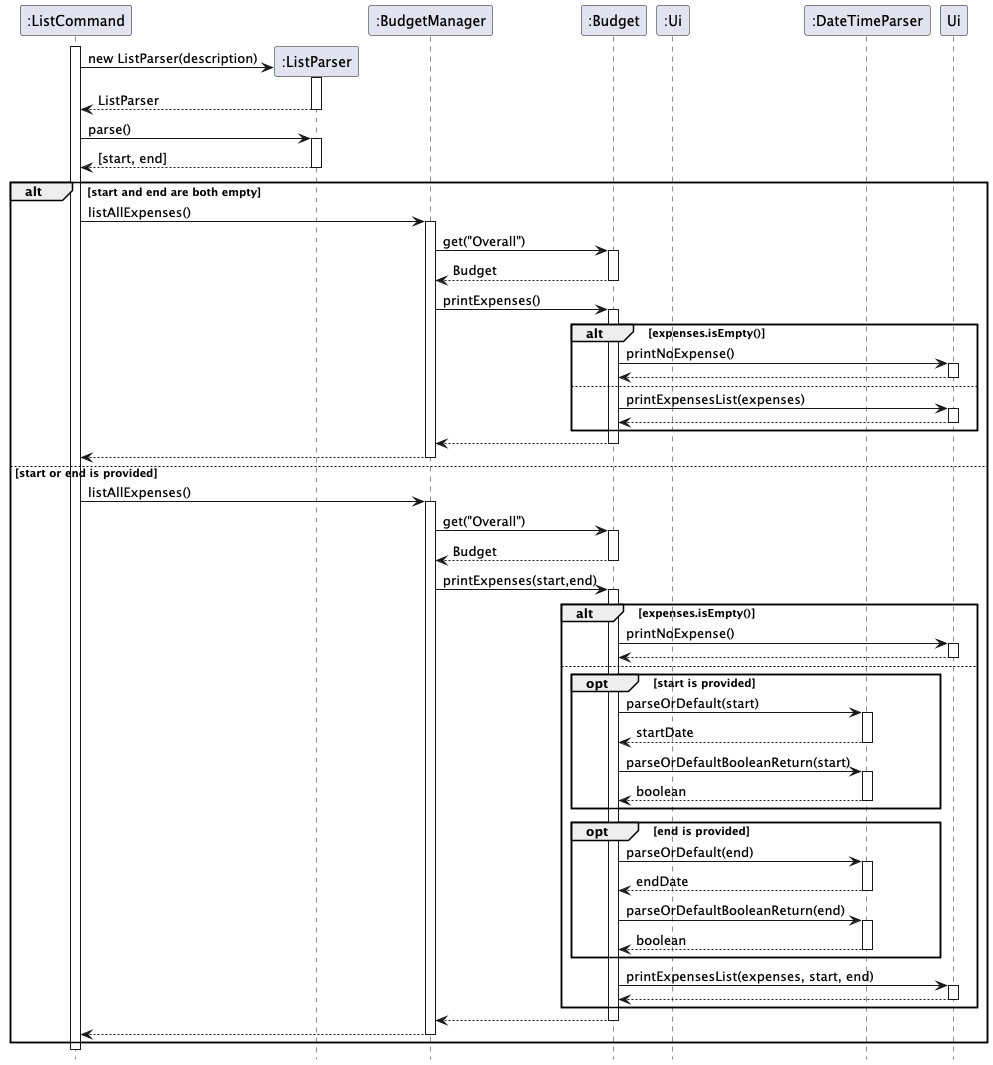 :ListCommand :BudgetManager :Budget :Ui :DateTimeParser Ui
new ListParser(description) :ListParser
ListParser
parse()
[start, end]
alt [start and end are both empty]
listAllExpenses()
get("Overall")
Budget
printExpenses()
alt [expenses.isEmpty()]
printNoExpense()
printExpensesList(expenses)
[start or end is provided]
listAllExpenses()
get("Overall")
Budget
printExpenses(start,end)
alt [expenses.isEmpty()]
printNoExpense()
opt [start is provided]
parseOrDefault(start)
startDate
parseOrDefaultBooleanReturn(start)
boolean
opt [end is provided]
parseOrDefault(end)
endDate
parseOrDefaultBooleanReturn(end)
boolean
printExpensesList(expenses, start, end)